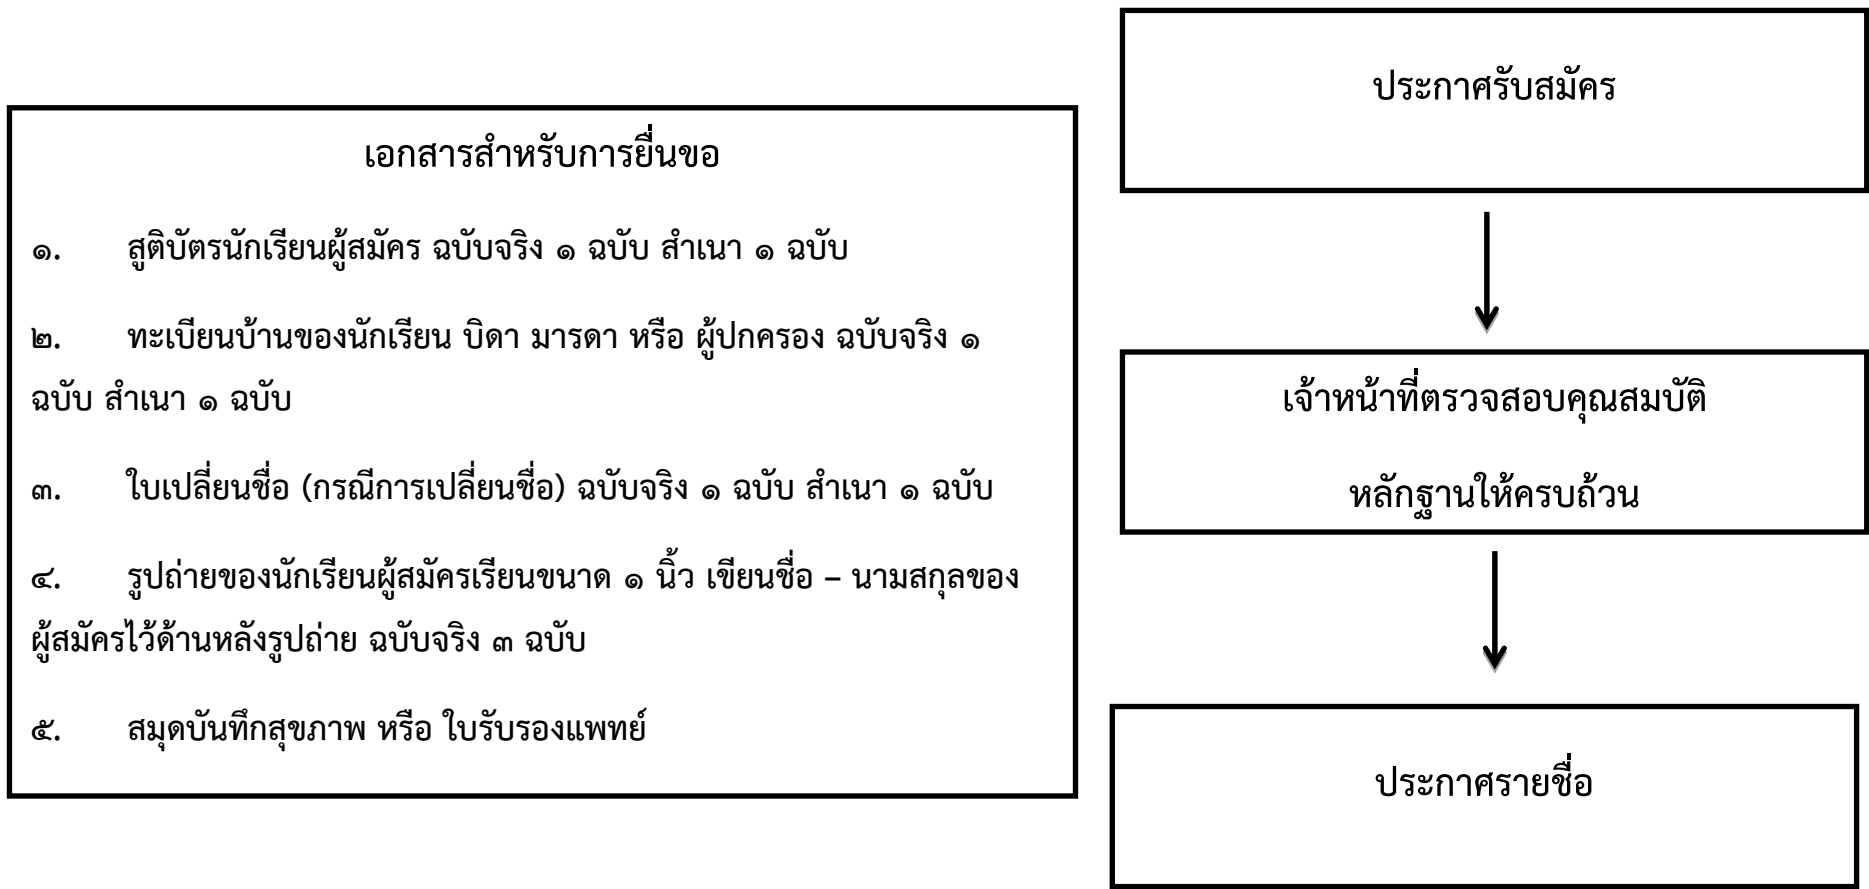 เอกสารสำหรับการยื่นขอ
๑. สูติบัตรนักเรียนผู้สมัคร ฉบับจริง ๑ ฉบับ สำเนา ๑ ฉบับ
๒. ทะเบียนบ้านของนักเรียน บิดา มารดา หรือ ผู้ปกครอง ฉบับจริง ๑
ฉบับ สำเนา ๑ ฉบับ
๓. ใบเปลี่ยนชื่อ (กรณีการเปลี่ยนชื่อ) ฉบับจริง ๑ ฉบับ สำเนา ๑ ฉบับ
๔. รูปถ่ายของนักเรียนผู้สมัครเรียนขนาด ๑ นิ้ว เขียนชื่อ – นามสกุลของ
ผู้สมัครไว้ด้านหลังรูปถ่าย ฉบับจริง ๓ ฉบับ
๕. สมุดบันทึกสุขภาพ หรือ ใบรับรองแพทย์
ประกาศรับสมัคร
เจ้าหน้าที่ตรวจสอบคุณสมบัติ
หลักฐานให้ครบถ้วน
ประกาศรายชื่อ